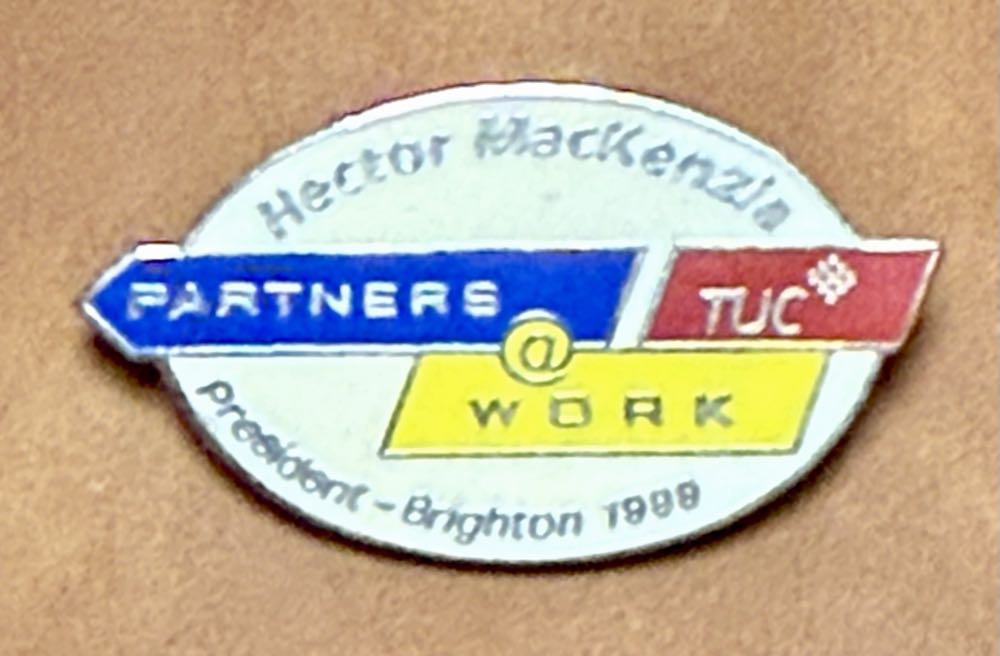 Hector MacKenzie
PARTNERS
TUC
@
WORK
President - Brighton 1999